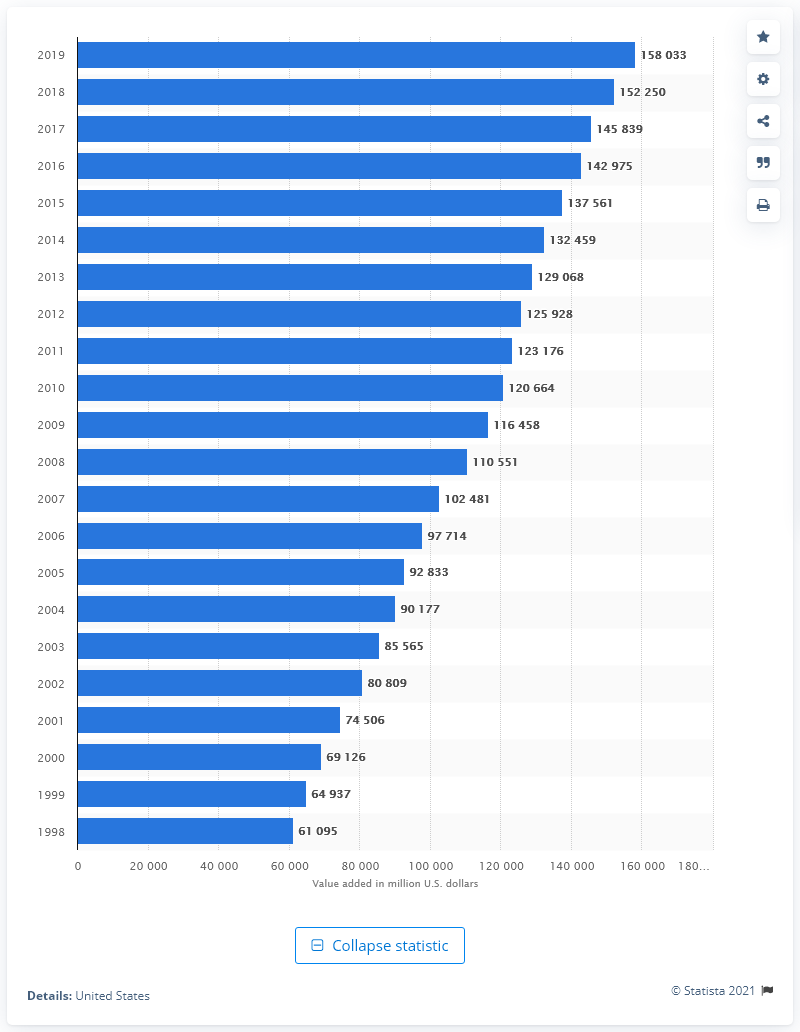 2019 158 033
2018 152 250
2017 145 839
2016 142 975
2015 137 561
2014 132 459
2013 129 068
2012 125 928
2011 123 176
2010 120 664
2009 116 458
2008 110 551
2007 102 481
2006 97 714
2005 92 833
2004 90 177
2003 85 565
2002 80 809
2001 74 506
2000 69 126
1999 64 937
1998 61 095
0 20 000 40 000 60 000 80 000 100 000 120 000 140 000 160 000 180...
Value added in million U.S. dollars
Collapse statistic
© Statista 2021
Details: United States